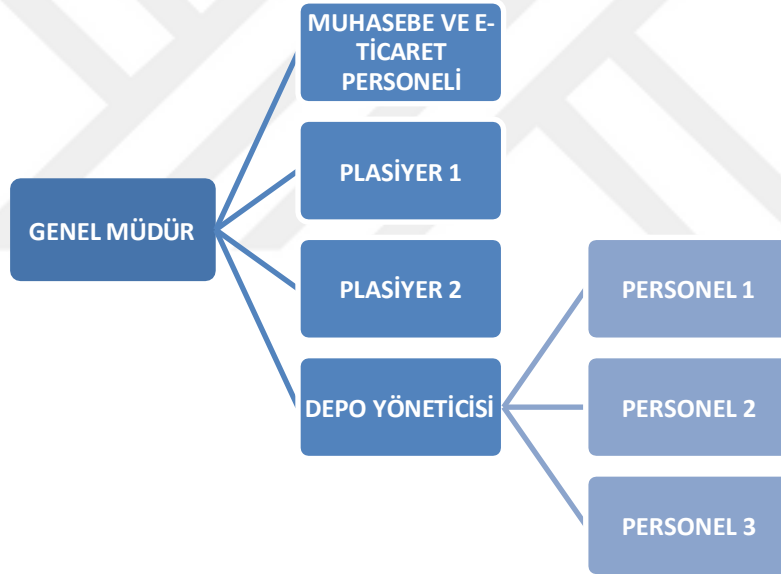 MUHASEBE VE E-
TİCARET
PERSONELİ
PLASİYER 1
GENEL MÜDÜR
PLASİYER 2
PERSONEL 1
DEPO YÖNETİCİSİ
PERSONEL 2
PERSONEL 3